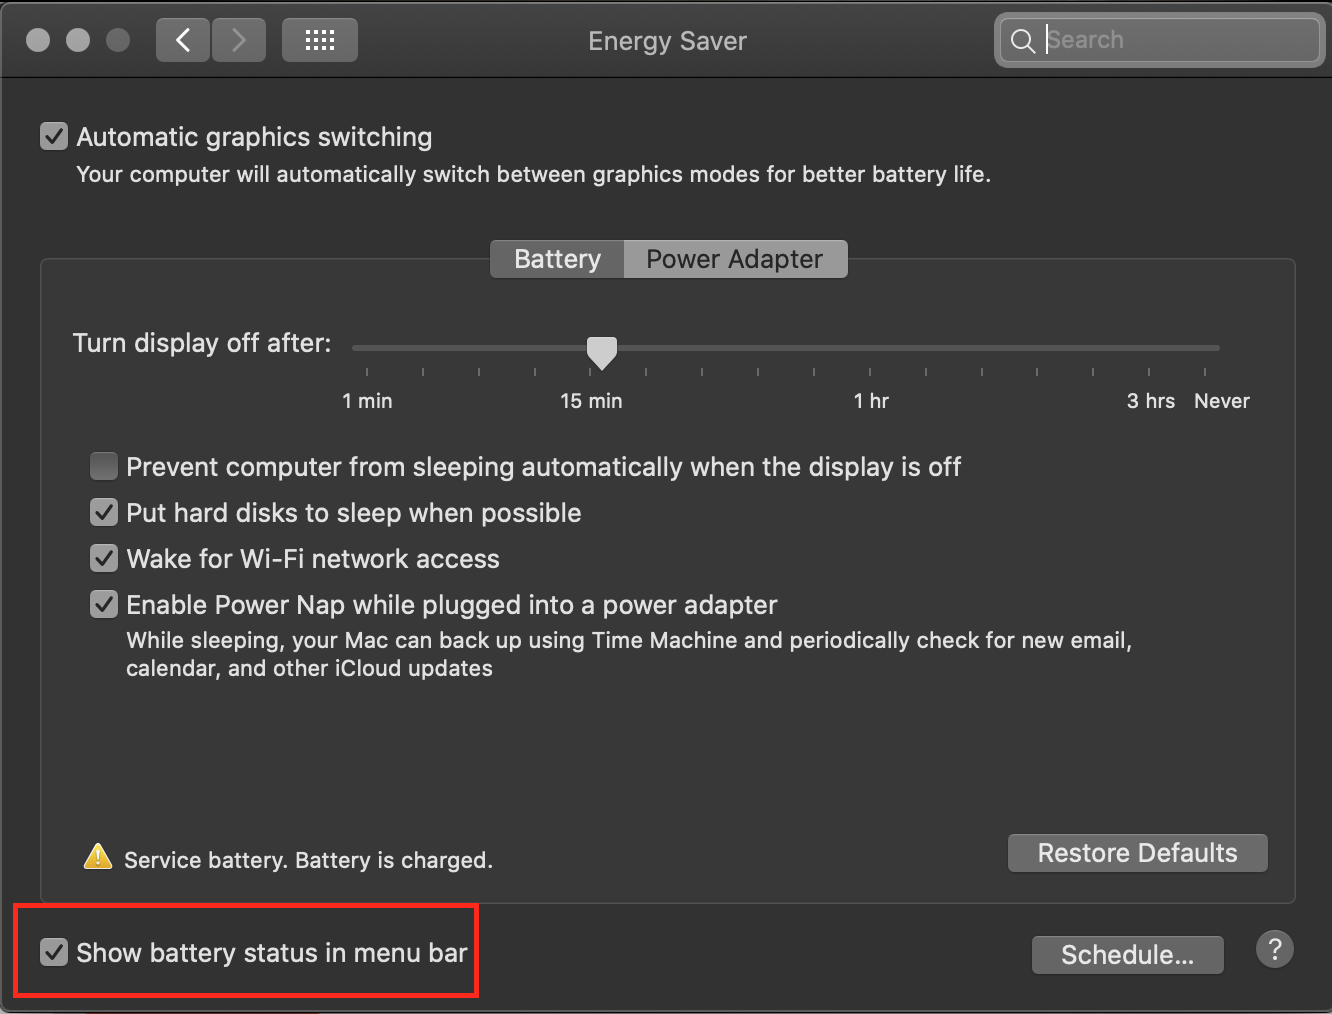 Energy Saver
Search
Automatic graphics switching
Your computer will automatically switch between graphics modes for better battery life.
Battery Power Adapter
Turn display off after:
1 min 15 min 1 hr 3 hrs Never
Prevent computer from sleeping automatically when the display is off
Put hard disks to sleep when possible
Wake for Wi-Fi network access
Enable Power Nap while plugged into a power adapter
While sleeping, your Mac can back up using Time Machine and periodically check for new email,
calendar, and other iCloud updates
Service battery. Battery is charged.
Restore Defaults
Show battery status in menu bar
Schedule...
?